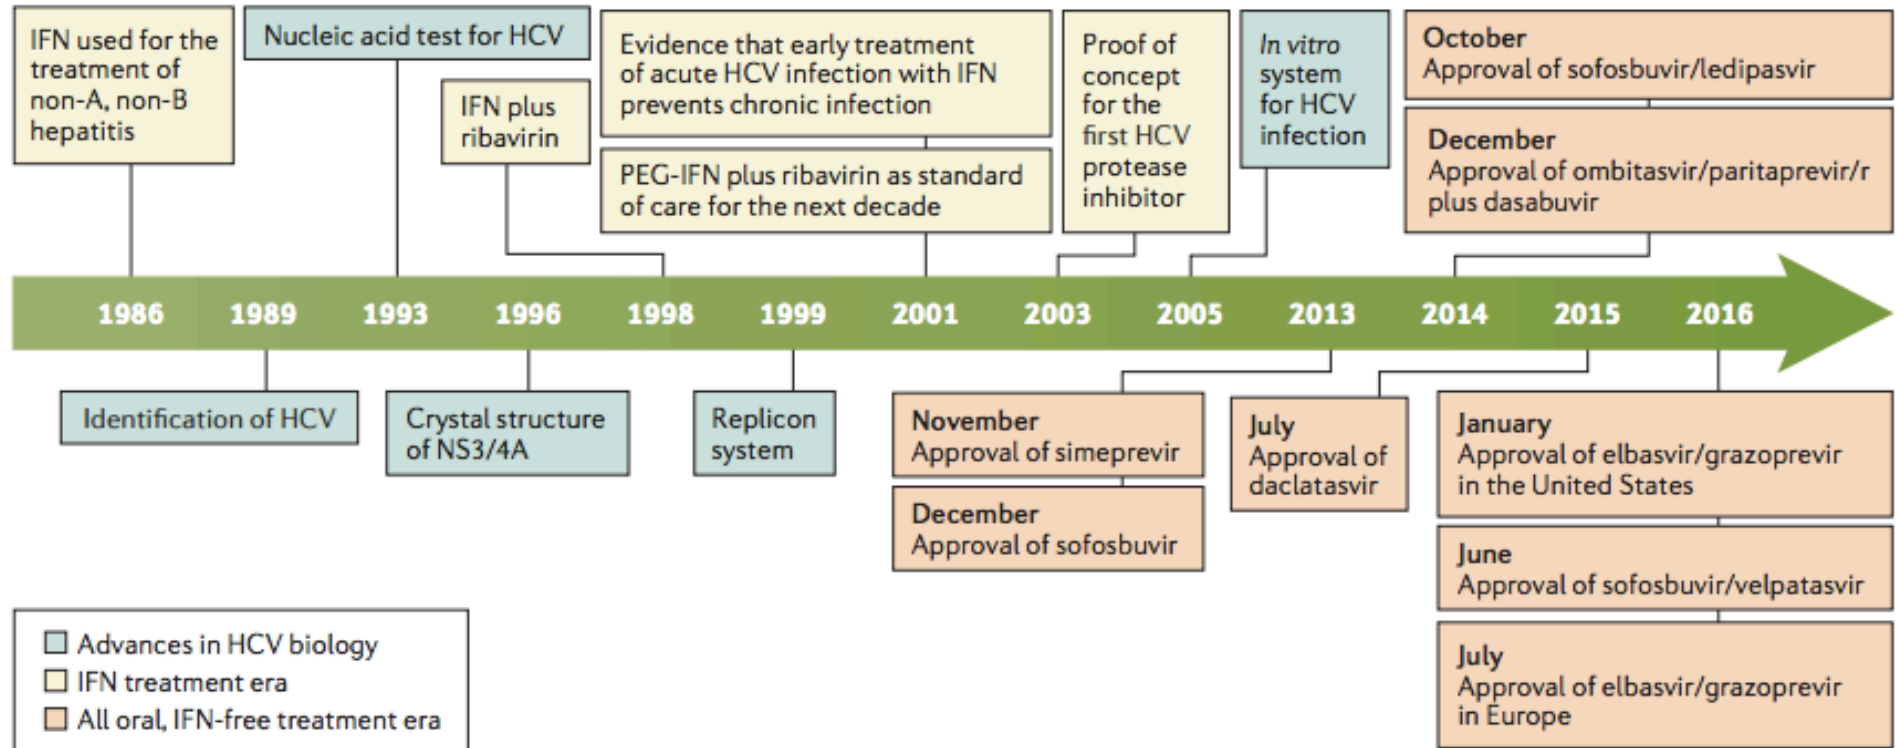 IFN used for the
treatment of
non-A, non-B
hepatitis
Nucleic acid test for HCV
IFN plus
ribavirin
Evidence that early treatment
of acute HCV infection with IFN
prevents chronic infection
PEG-IFN plus ribavirin as standard
of care for the next decade
Proof of
concept
for the
first HCV
protease
inhibitor
In vitro
system
for HCV
infection
October
Approval of sofosbuvir/ledipasvir
December
Approval of ombitasvir/paritaprevir/r
plus dasabuvir
1986 1989 1993 1996 1998 1999 2001 2003 2005 2013 2014 2015 2016
Identification of HCV
Crystal structure
of NS3/4A
Replicon
system
November
Approval of simeprevir
December
Approval of sofosbuvir
July
Approval of
daclatasvir
January
Approval of elbasvir/grazoprevir
in the United States
June
Approval of sofosbuvir/velpatasvir
July
Approval of elbasvir/grazoprevir
in Europe
Advances in HCV biology
IFN treatment era
All oral, IFN-free treatment era